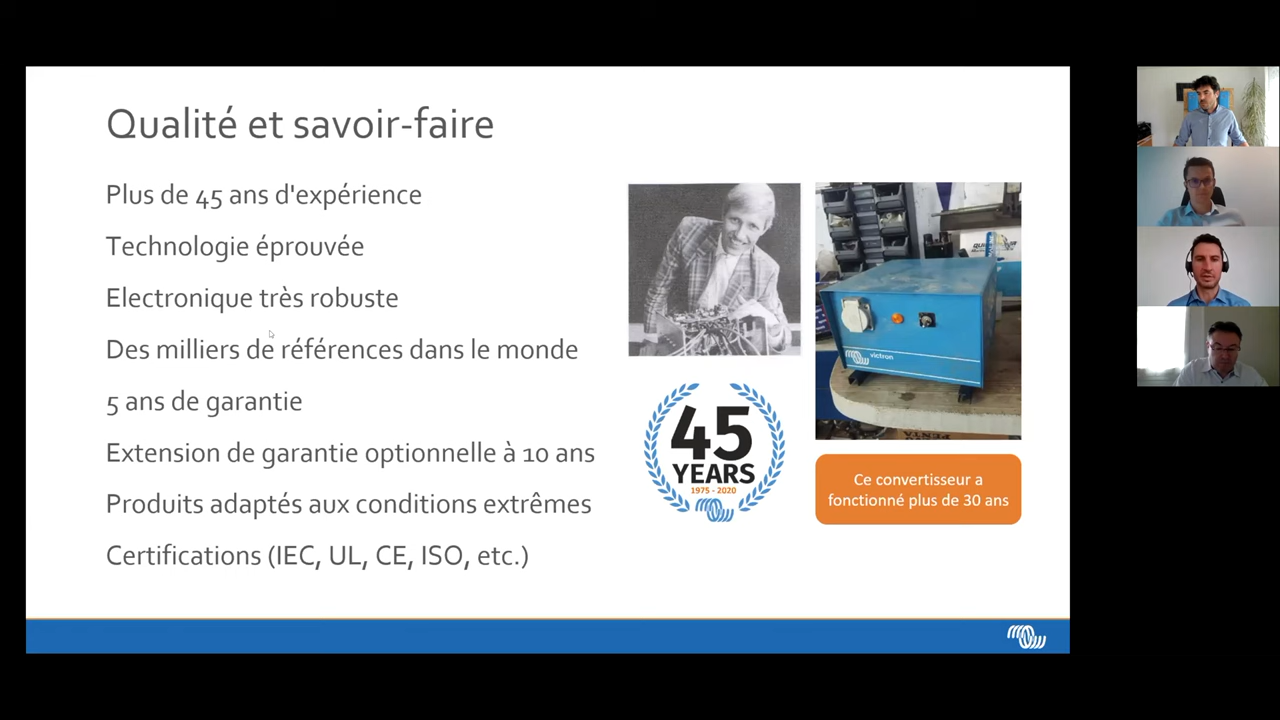 Qualité et savoir-faire
Plus de 45 ans d'expérience
Technologie éprouvée
Electronique très robuste
Des milliers de références dans le monde
5 ans de garantie
Extension de garantie optionnelle à 10 ans
Produits adaptés aux conditions extrêmes
Certifications (IEC, UL, CE, ISO, etc.)
victron
45
YEARS
1975 - 2020
Ce convertisseur a
fonctionné plus de 30 ans